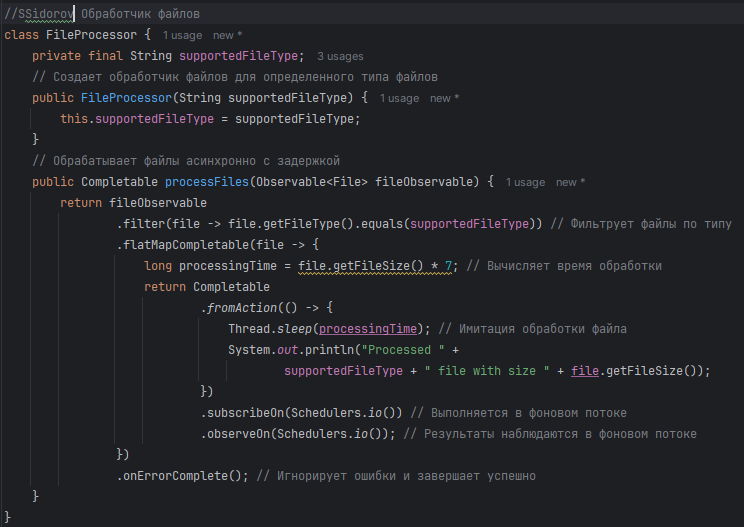 //SSidorov Обработчик файлов
class FileProcessor { 1 usage new *
    private final String supportedFileType; 3 usages
    // Создает обработчик файлов для определенного типа файлов
    public FileProcessor(String supportedFileType) { 1 usage new *
        this.supportedFileType = supportedFileType;
    }
    // Обрабатывает файлы асинхронно с задержкой
    public Completable processFiles(Observable<File> fileObservable) { 1 usage new *
        return fileObservable
                .filter(file -> file.getFileType().equals(supportedFileType)) // Фильтрует файлы по типу
                .flatMapCompletable(file -> {
                    long processingTime = file.getFileSize() * 7; // Вычисляет время обработки
                    return Completable
                            .fromAction(() -> {
                                Thread.sleep(processingTime); // Имитация обработки файла
                                System.out.println("Processed " +
                                        supportedFileType + " file with size " + file.getFileSize());
                            })
                            .subscribeOn(Schedulers.io()) // Выполняется в фоновом потоке
                            .observeOn(Schedulers.io()); // Результаты наблюдаются в фоновом потоке
                })
                .onErrorComplete(); // Игнорирует ошибки и завершает успешно
    }
}